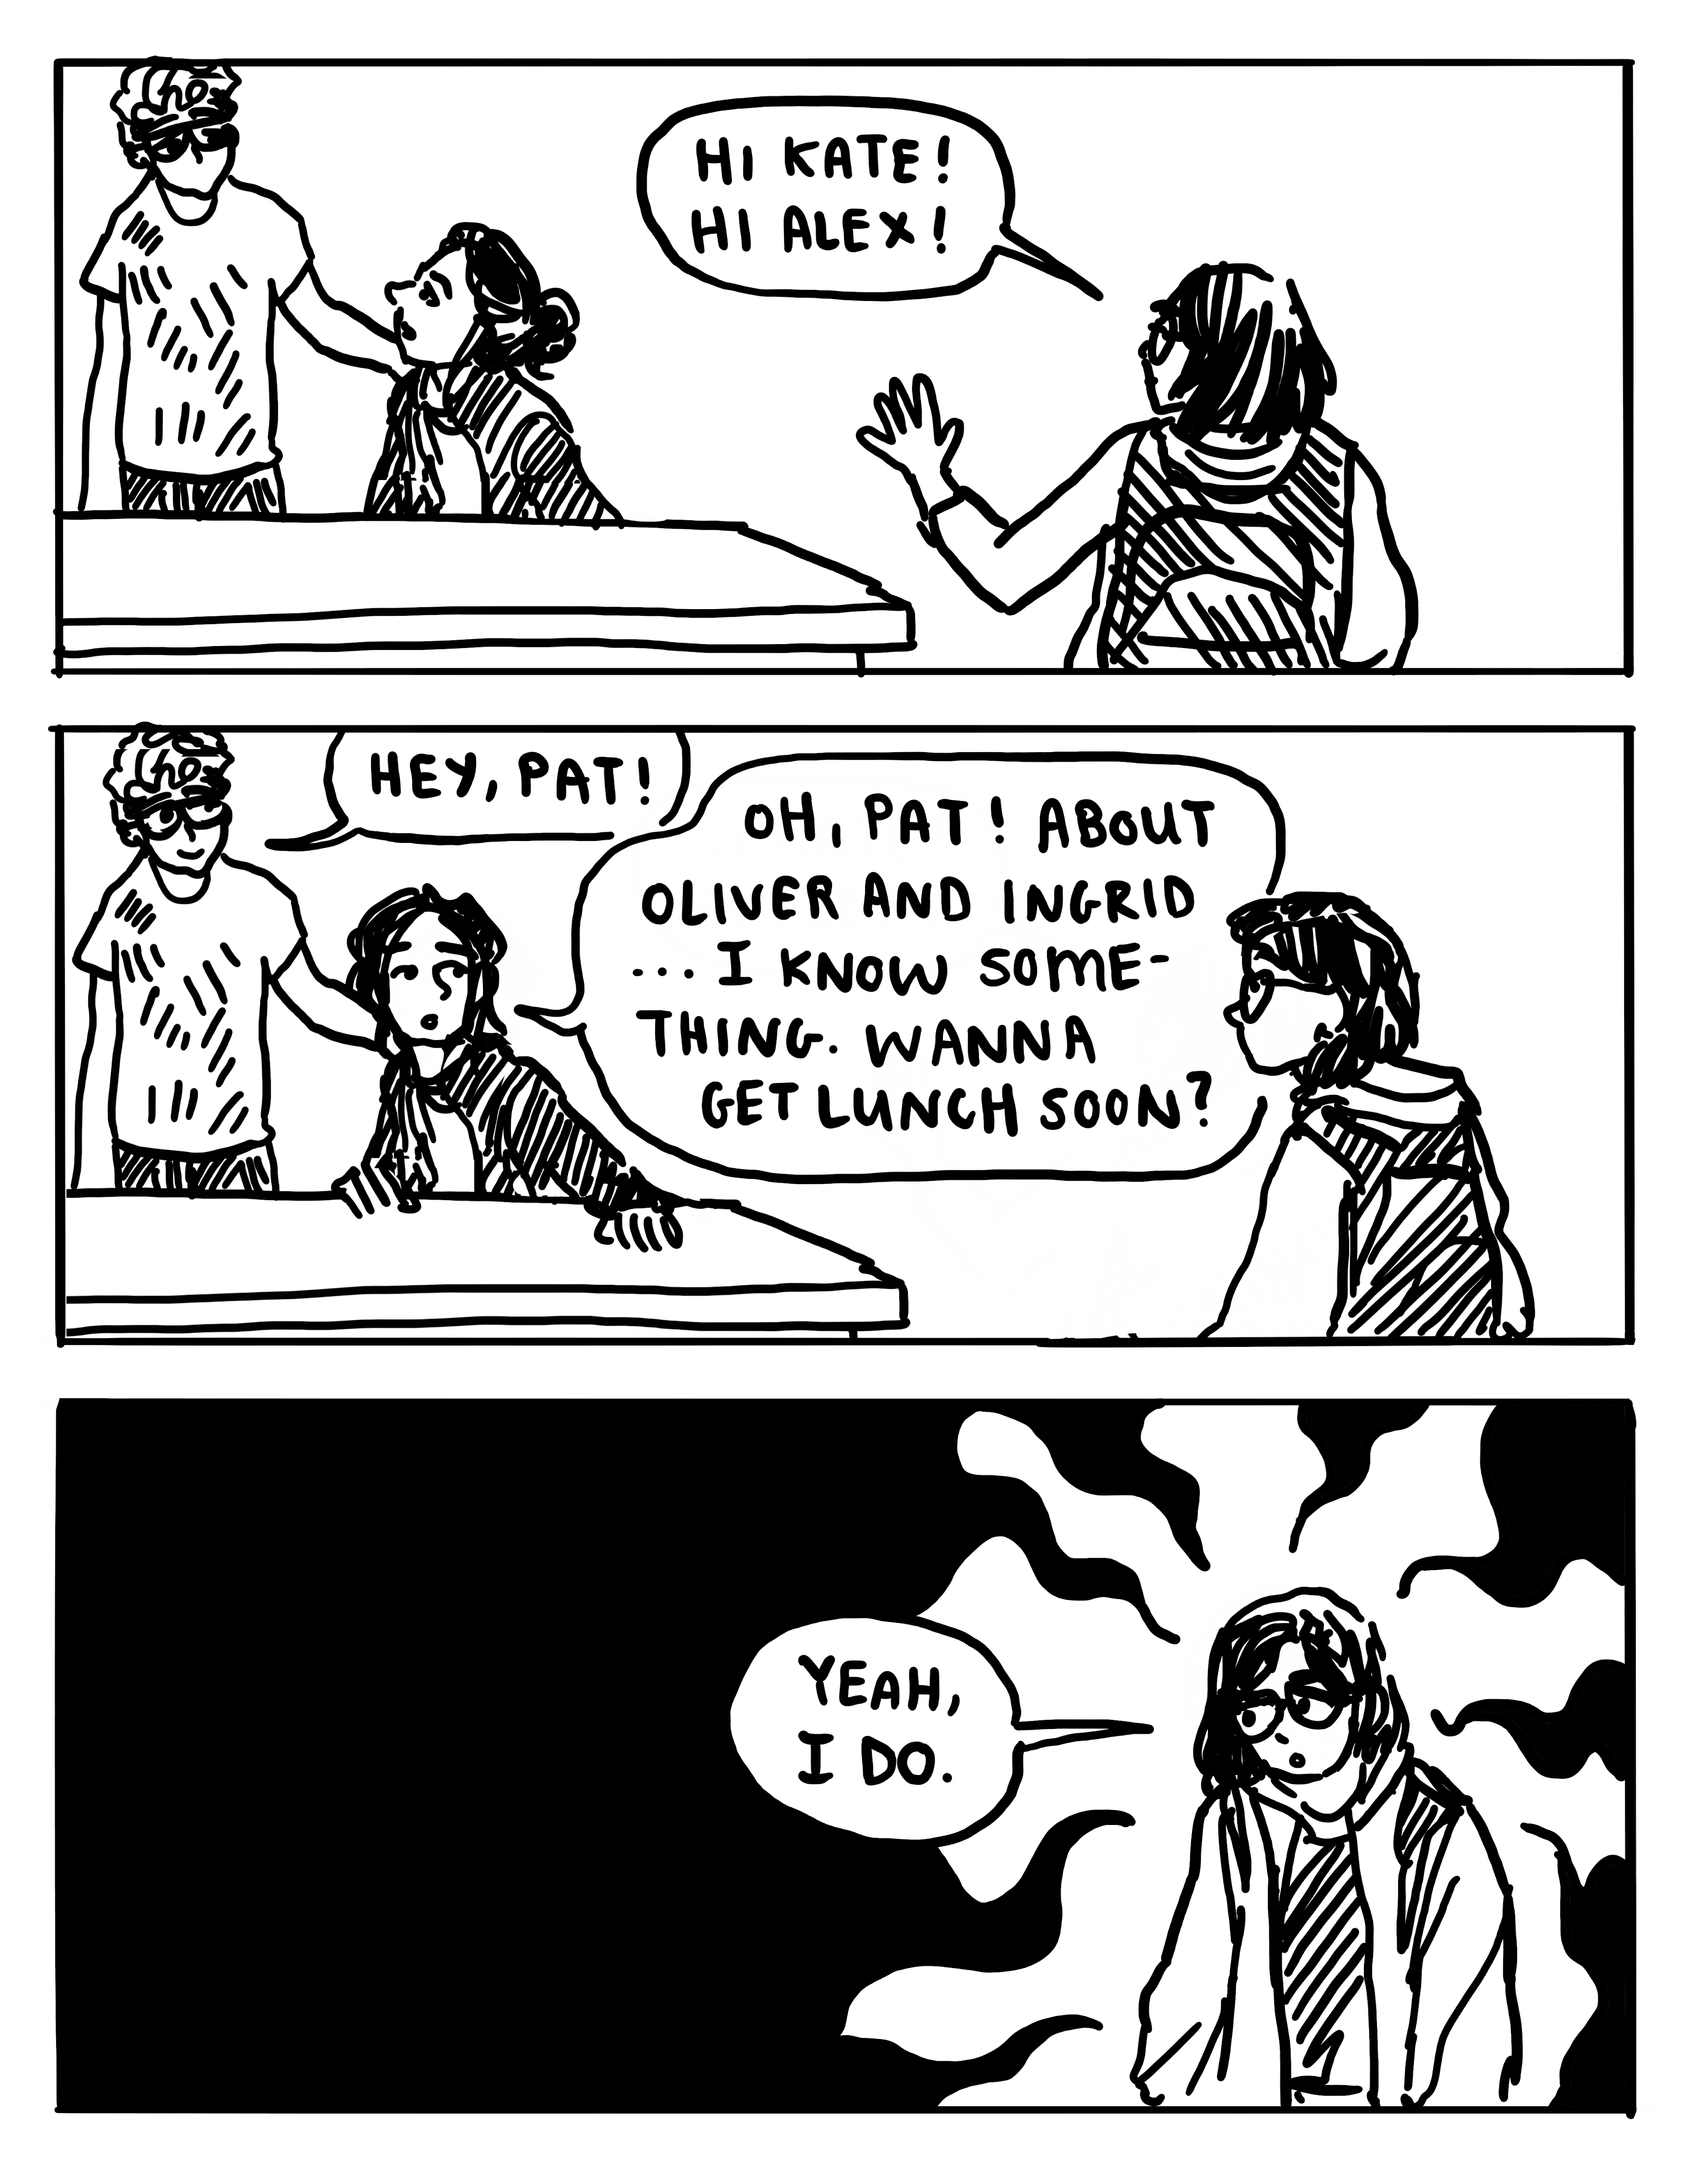 HI KATE!
HI ALEX!
HEY, PAT!
OH, PAT! ABOUT
OLIVER AND INGRID
...I KNOW SOME-
THING. WANNA
GET LUNCH SOON?
YEAH,
I DO.